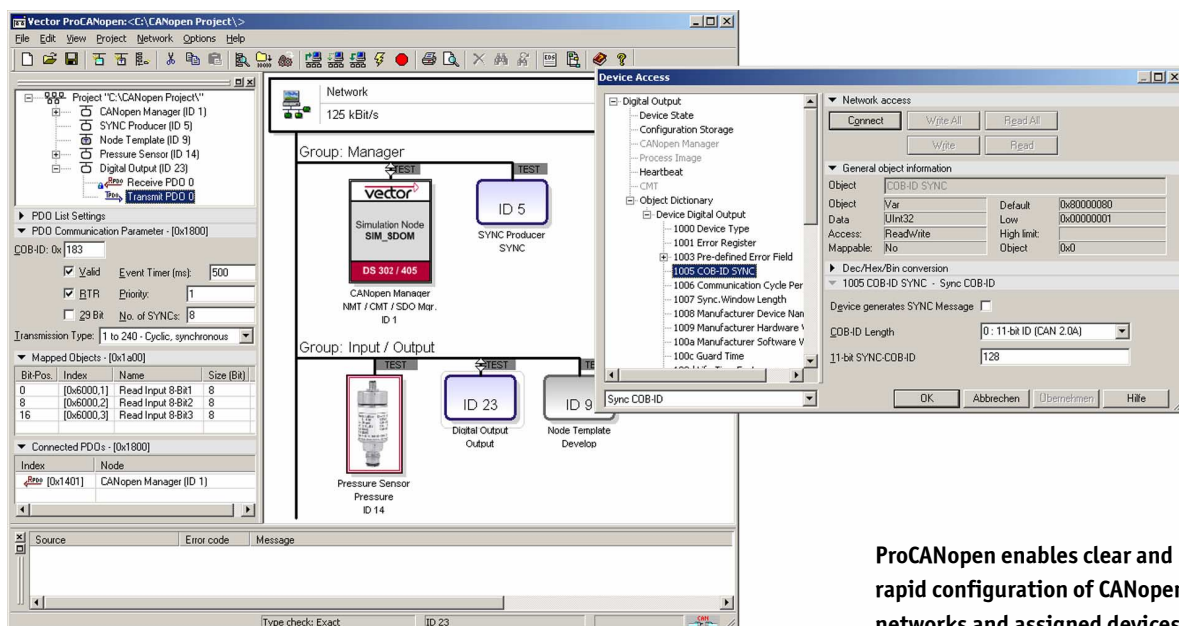 Vector ProCANopen:<C:\CANopen Project\>
File Edit View Project Network Options Help
Project "C:\CANopen Project\"
CANopen Manager (ID 1)
SYNC Producer (ID 5)
Node Template (ID 9)
Pressure Sensor (ID 14)
Digital Output (ID 23)
Receive PDO 0
Transmit PDO 0
PDO List Settings
PDO Communication Parameter - [0x1800]
COB-ID: 0x 183
Valid Event Timer (ms): 500
RTR Priority: 1
29 Bit No. of SYNCs: 8
Transmission Type: 1 to 240 - Cyclic, synchronous
Mapped Objects - [0x1a00]
Bit-Pos. Index Name Size (Bit)
0 [0x6000,1] Read Input 8-Bit1 8
8 [0x6000,2] Read Input 8-Bit2 8
16 [0x6000,3] Read Input 8-Bit3 8
Connected PDOs - [0x1800]
Index Node
RPDO [0x1401] CANopen Manager (ID 1)
Network
125 kBit/s
Group: Manager
TEST
TEST
vector
Simulation Node
SIM_SDOM
DS 302 / 405
CANopen Manager
NMT / CMT / SDO Mgr.
ID 1
ID 5
SYNC Producer
SYNC
Group: Input / Output
TEST
TEST
Pressure Sensor
Pressure
ID 14
ID 23
Digital Output
Output
ID 9
Node Template
Develop
Source Error code Message
Type check: Exact ID 23
Device Access
Digital Output
Device State
Configuration Storage
CANopen Manager
Process Image
Heartbeat
CMT
Object Dictionary
Device Digital Output
1000 Device Type
1001 Error Register
1003 Pre-defined Error Field
1005 COB-ID SYNC
1006 Communication Cycle Per
1007 Sync.Window Length
1008 Manufacturer Device Nan
1009 Manufacturer Hardware V
100a Manufacturer Software V
100c Guard Time
Sync COB-ID
Network access
Connect Write All Read All
Write Read
General object information
Object COB-ID SYNC
Object Var Default 0x80000080
Data UInt32 Low 0x00000001
Access: ReadWrite High limit:
Mappable: No Object 0x0
Dec/Hex/Bin conversion
1005 COB-ID SYNC - Sync COB-ID
Device generates SYNC Message
COB-ID Length 0 : 11-bit ID (CAN 2.0A)
11-bit SYNC-COB-ID 128
OK Abbrechen Übernehmen Hilfe
ProCANopen enables clear and
rapid configuration of CANopen
networks and assigned devices